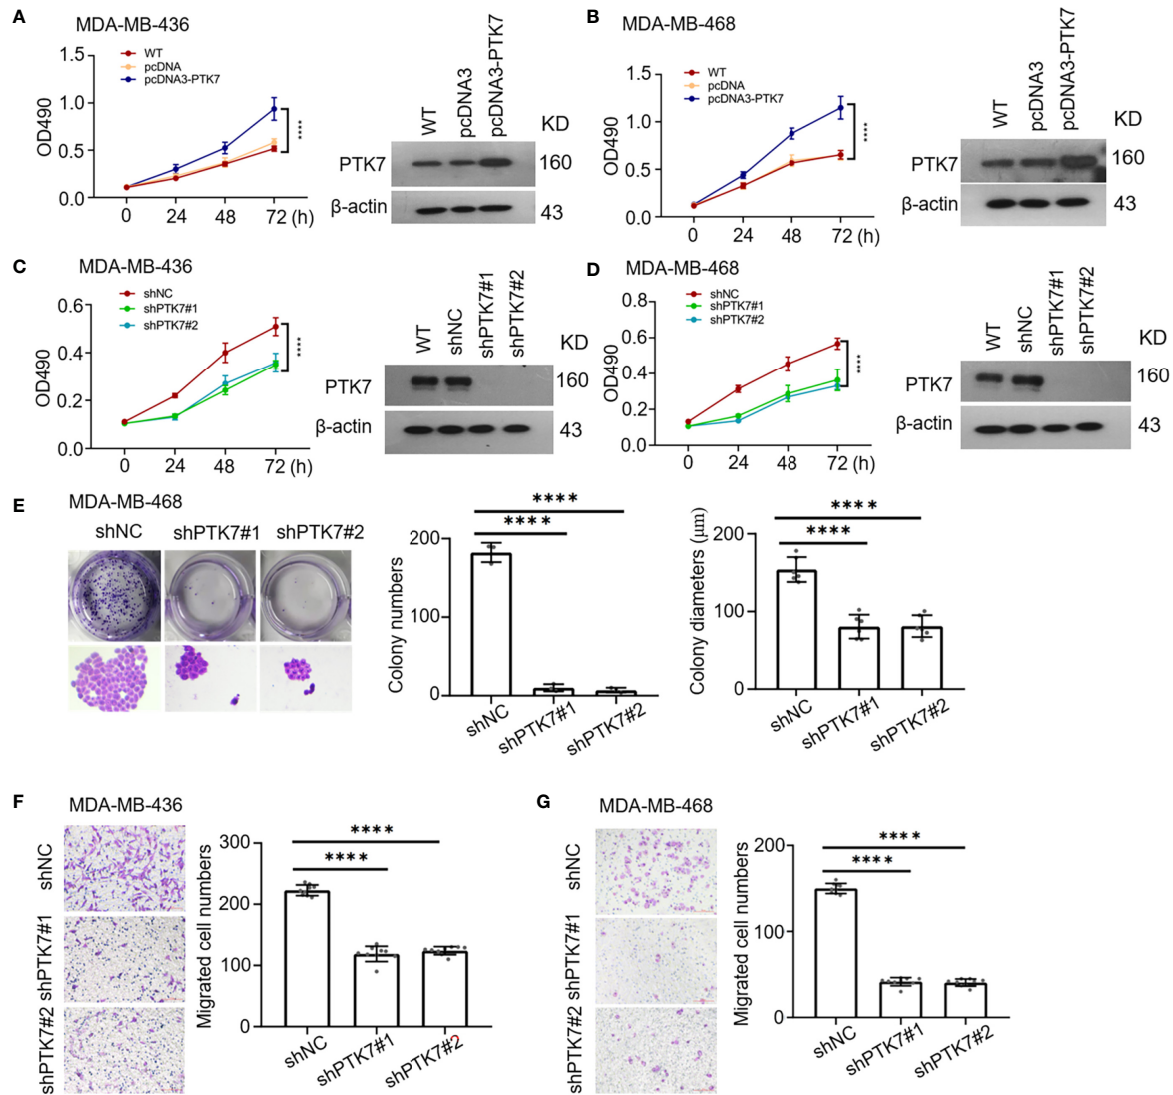 A
MDA-MB-436
WT
pcDNA
pcDNA3-PTK7
OD490
1.5
1.0
0.5
0.0
0 24 48 72 (h)
****
WT pcDNA3 pcDNA3-PTK7
KD
PTK7 160
β-actin 43
B
MDA-MB-468
WT
pcDNA
pcDNA3-PTK7
OD490
1.5
1.0
0.5
0.0
0 24 48 72 (h)
****
WT pcDNA3 pcDNA3-PTK7
KD
PTK7 160
β-actin 43
C
MDA-MB-436
shNC
shPTK7#1
shPTK7#2
OD490
0.6
0.4
0.2
0.0
0 24 48 72 (h)
****
WT shNC shPTK7#1 shPTK7#2
KD
PTK7 160
β-actin 43
D
MDA-MB-468
shNC
shPTK7#1
shPTK7#2
OD490
0.8
0.6
0.4
0.2
0.0
0 24 48 72 (h)
****
WT shNC shPTK7#1 shPTK7#2
KD
PTK7 160
β-actin 43
E
MDA-MB-468
shNC shPTK7#1 shPTK7#2
****
****
Colony numbers
200
100
0
shNC shPTK7#1 shPTK7#2
****
****
Colony diameters (μm)
200
100
0
shNC shPTK7#1 shPTK7#2
F
MDA-MB-436
shNC
shPTK7#1
shPTK7#2
****
****
Migrated cell numbers
300
200
100
0
shNC shPTK7#1 shPTK7#2
G
MDA-MB-468
shNC
shPTK7#1
shPTK7#2
****
****
Migrated cell numbers
200
100
0
shNC shPTK7#1 shPTK7#2